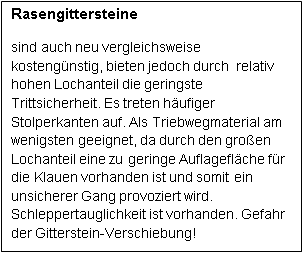 Rasengittersteine
sind auch neu vergleichsweise
kostengünstig, bieten jedoch durch relativ
hohen Lochanteil die geringste
Trittsicherheit. Es treten häufiger
Stolperkanten auf. Als Triebwegmaterial am
wenigsten geeignet, da durch den großen
Lochanteil eine zu geringe Auflagefläche für
die Klauen vorhanden ist und somit ein
unsicherer Gang provoziert wird.
Schleppertauglichkeit ist vorhanden. Gefahr
der Gitterstein-Verschiebung!